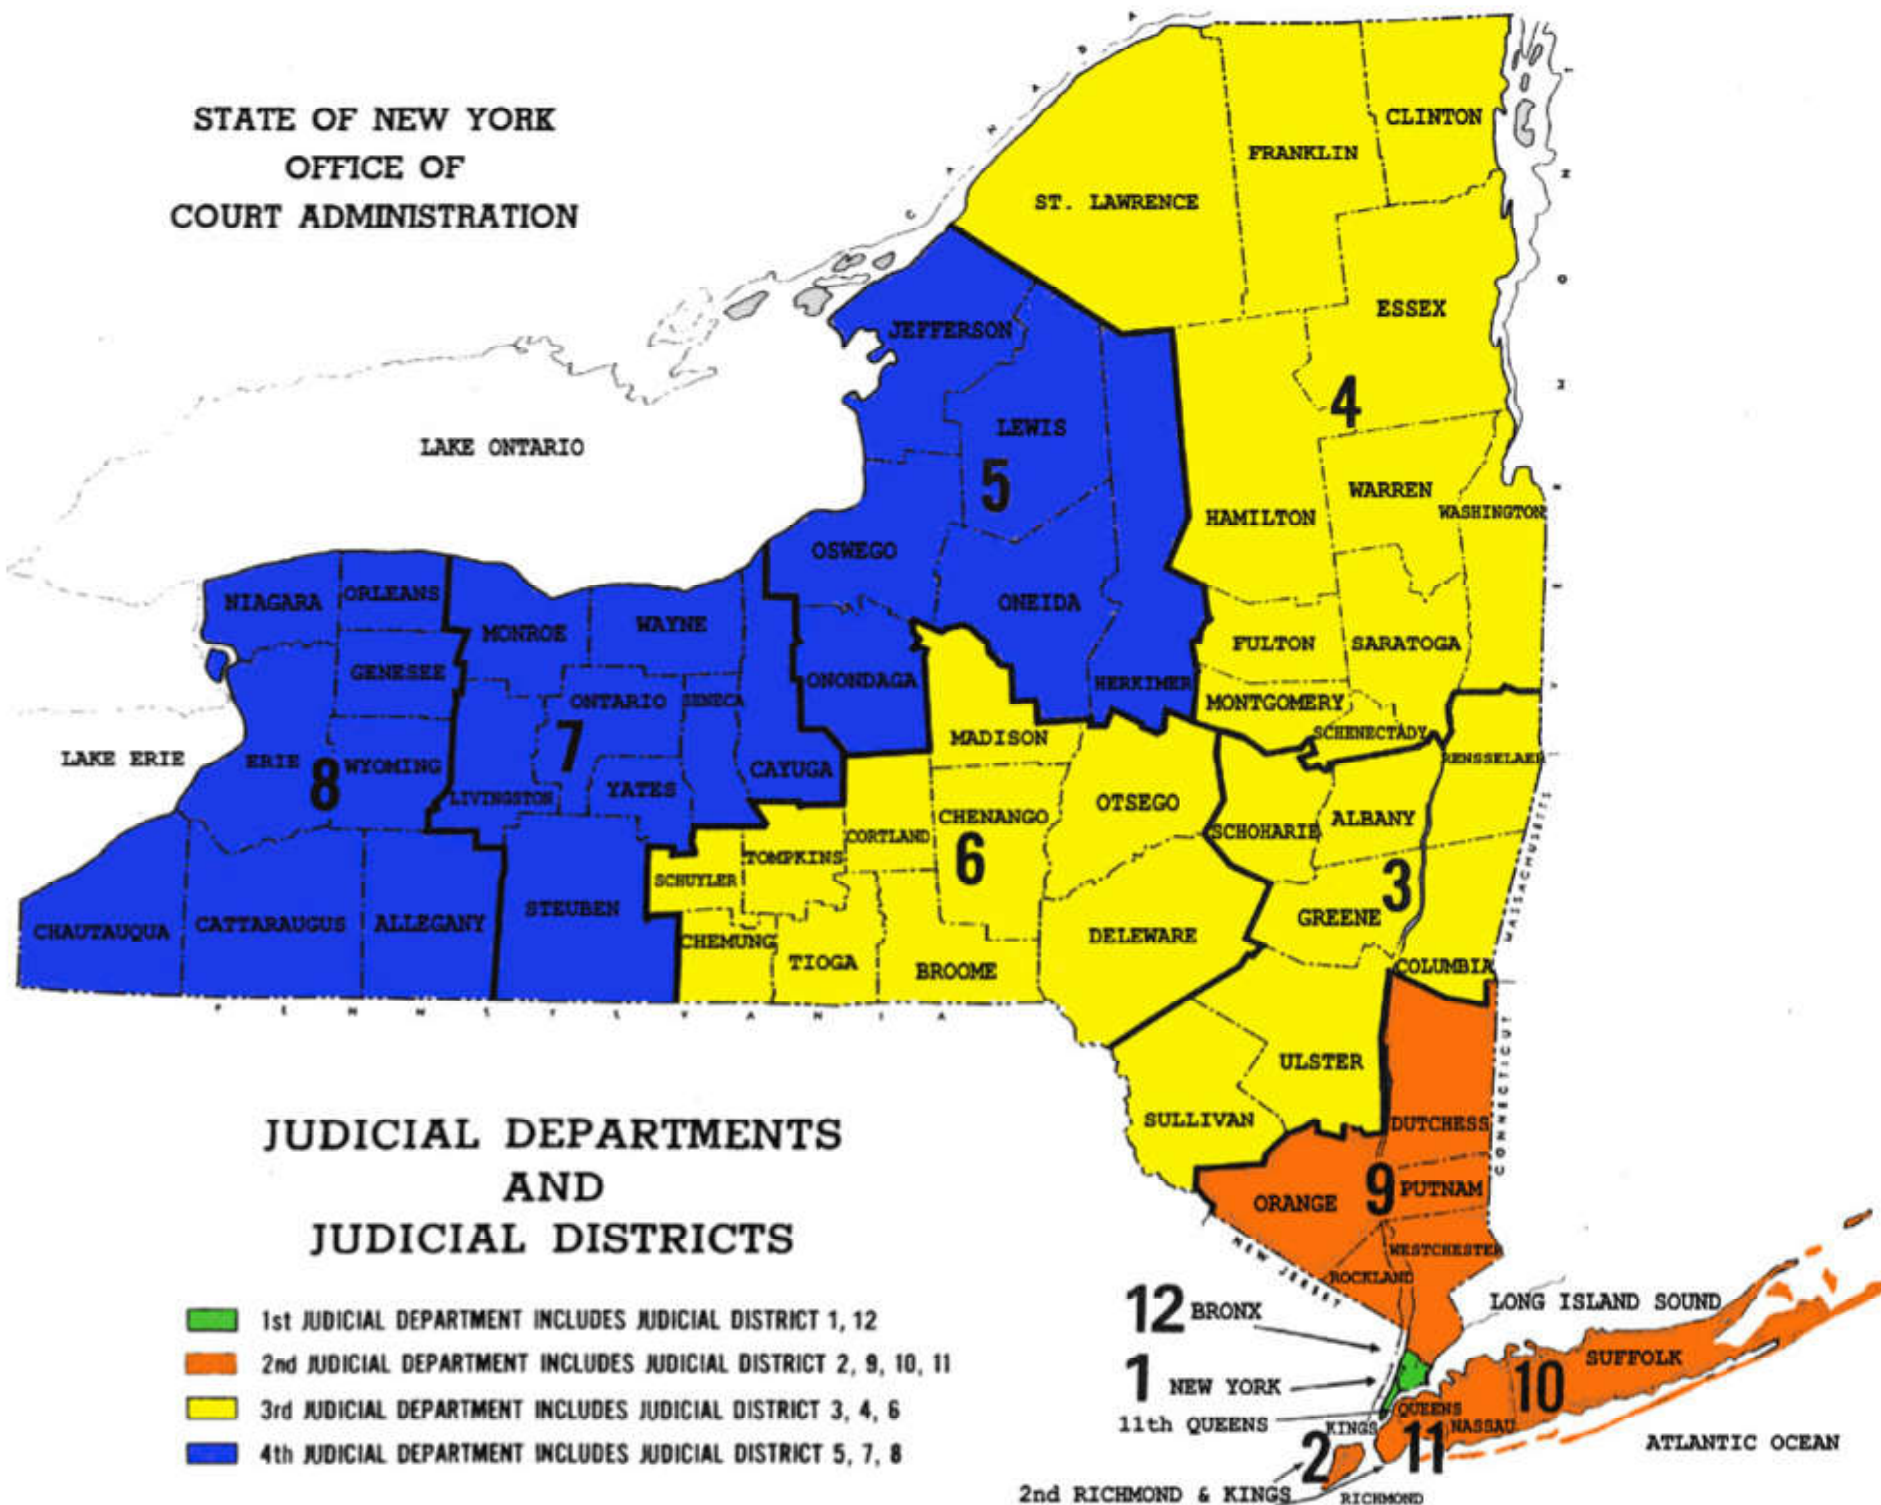 STATE OF NEW YORK
OFFICE OF
COURT ADMINISTRATION
CANADA
CLINTON
FRANKLIN
ST. LAWRENCE
ESSEX
JEFFERSON
4
LEWIS
LAKE ONTARIO
5
WARREN
WASHINGTON
HAMILTON
OSWEGO
ONEIDA
NIAGARA
ORLEANS
MONROE
WAYNE
FULTON
SARATOGA
GENESEE
ONONDAGA
HERKIMER
ONTARIO
SENECA
MONTGOMERY
SCHENECTADY
7
MADISON
LAKE ERIE
ERIE
8
WYOMING
CAYUGA
RENSSELAER
LIVINGSTON
YATES
OTSEGO
CHENANGO
SCHOHARIE
ALBANY
CORTLAND
6
TOMPKINS
SCHUYLER
3
STEUBEN
GREENE
CHAUTAUQUA
CATTARAUGUS
ALLEGANY
CHEMUNG
DELEWARE
TIOGA
BROOME
COLUMBIA
MASSACHUSETTS
PENNSYLVANIA
CONNECTICUT
ULSTER
SULLIVAN
DUTCHESS
JUDICIAL DEPARTMENTS
AND
JUDICIAL DISTRICTS
9
PUTNAM
ORANGE
WESTCHESTER
ROCKLAND
NEW JERSEY
12 BRONX
LONG ISLAND SOUND
1 NEW YORK
SUFFOLK
10
11th QUEENS
QUEENS
KINGS
NASSAU
11
2
ATLANTIC OCEAN
2nd RICHMOND & KINGS
RICHMOND
1st JUDICIAL DEPARTMENT INCLUDES JUDICIAL DISTRICT 1, 12
2nd JUDICIAL DEPARTMENT INCLUDES JUDICIAL DISTRICT 2, 9, 10, 11
3rd JUDICIAL DEPARTMENT INCLUDES JUDICIAL DISTRICT 3, 4, 6
4th JUDICIAL DEPARTMENT INCLUDES JUDICIAL DISTRICT 5, 7, 8